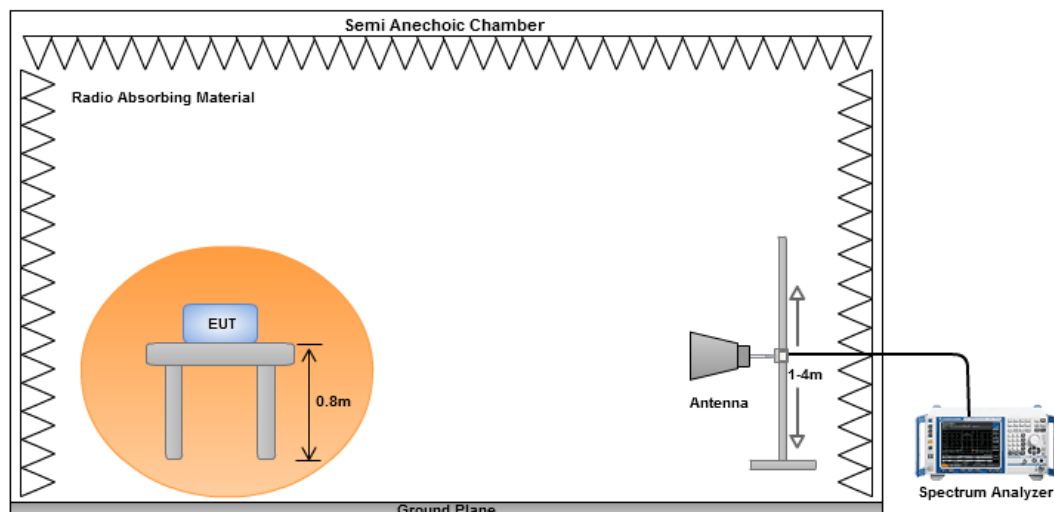 Semi Anechoic Chamber
Radio Absorbing Material
EUT
0.8m
1-4m
Antenna
Spectrum Analyzer
Ground Plane